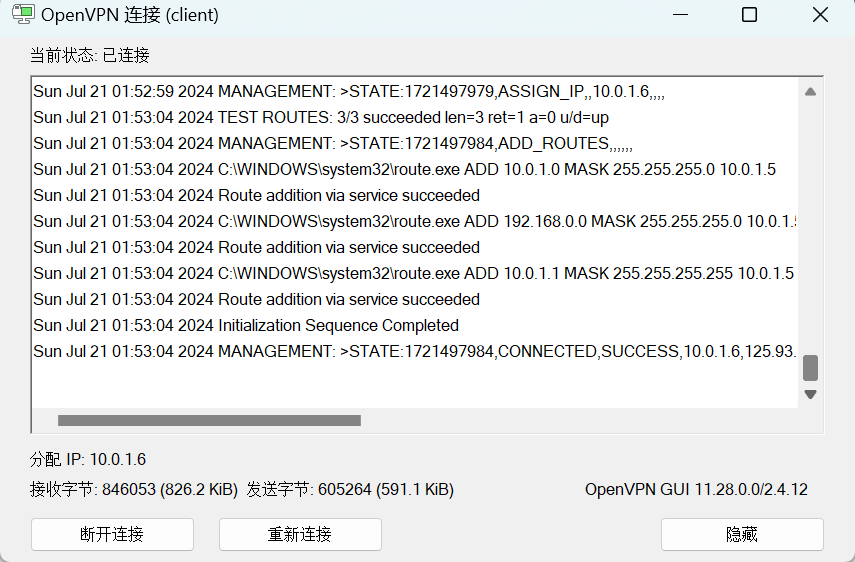 OpenVPN 连接 (client)
当前状态: 已连接
Sun Jul 21 01:52:59 2024 MANAGEMENT: >STATE:1721497979,ASSIGN_IP,,10.0.1.6,,,,
Sun Jul 21 01:53:04 2024 TEST ROUTES: 3/3 succeeded len=3 ret=1 a=0 u/d=up
Sun Jul 21 01:53:04 2024 MANAGEMENT: >STATE:1721497984,ADD_ROUTES,,,,,,
Sun Jul 21 01:53:04 2024 C:\WINDOWS\system32\route.exe ADD 10.0.1.0 MASK 255.255.255.0 10.0.1.5
Sun Jul 21 01:53:04 2024 Route addition via service succeeded
Sun Jul 21 01:53:04 2024 C:\WINDOWS\system32\route.exe ADD 192.168.0.0 MASK 255.255.255.0 10.0.1.5
Sun Jul 21 01:53:04 2024 Route addition via service succeeded
Sun Jul 21 01:53:04 2024 C:\WINDOWS\system32\route.exe ADD 10.0.1.1 MASK 255.255.255.255 10.0.1.5
Sun Jul 21 01:53:04 2024 Route addition via service succeeded
Sun Jul 21 01:53:04 2024 Initialization Sequence Completed
Sun Jul 21 01:53:04 2024 MANAGEMENT: >STATE:1721497984,CONNECTED,SUCCESS,10.0.1.6,125.93.
分配 IP: 10.0.1.6
接收字节: 846053 (826.2 KiB) 发送字节: 605264 (591.1 KiB) OpenVPN GUI 11.28.0.0/2.4.12
断开连接 重新连接 隐藏